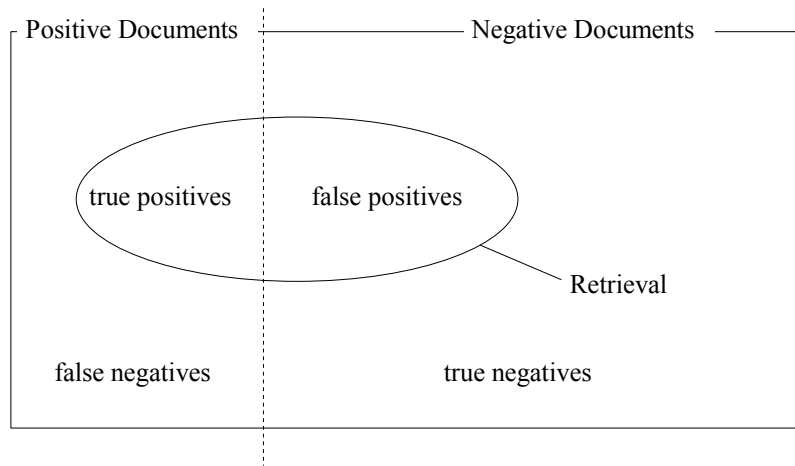 Positive Documents
Negative Documents
true positives
false positives
Retrieval
false negatives
true negatives